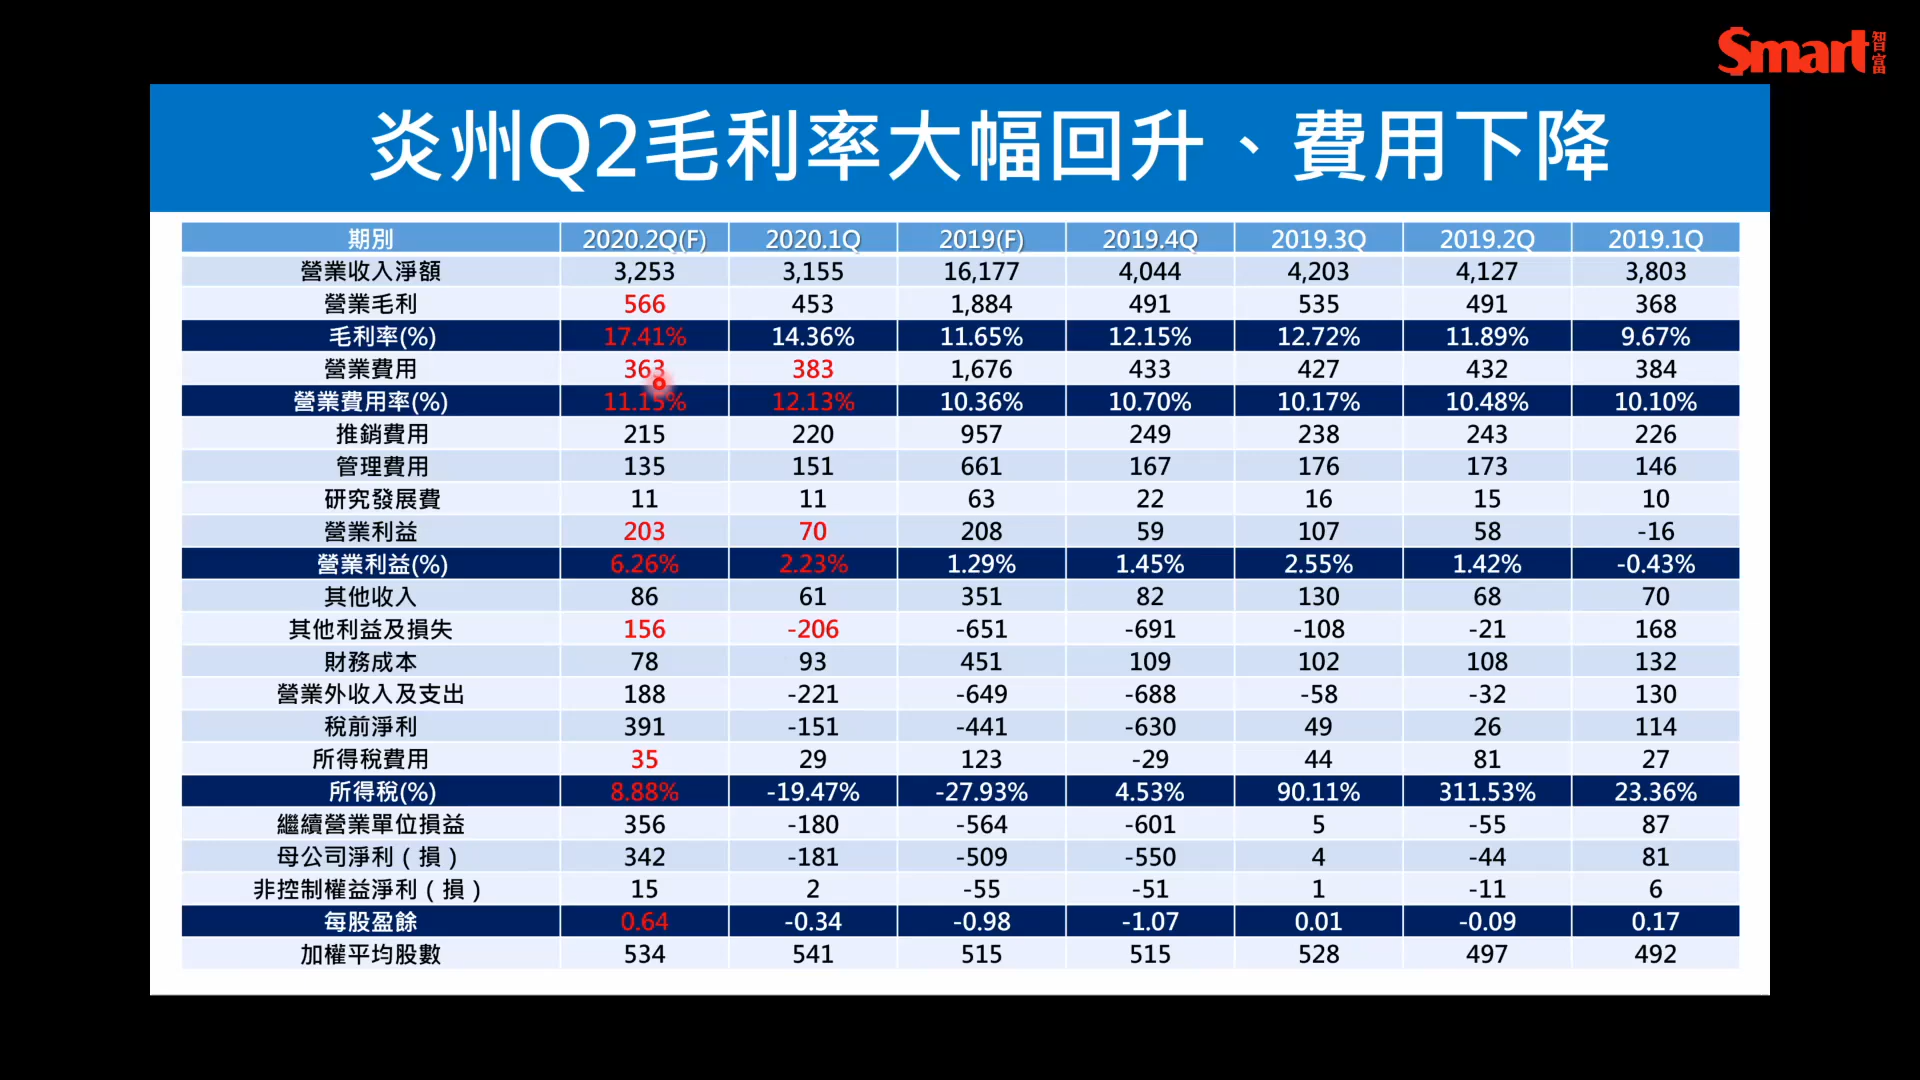 Smart智富
炎州Q2毛利率大幅回升、費用下降
期別 2020.2Q(F) 2020.1Q 2019(F) 2019.4Q 2019.3Q 2019.2Q 2019.1Q
營業收入淨額 3,253 3,155 16,177 4,044 4,203 4,127 3,803
營業毛利 566 453 1,884 491 535 491 368
毛利率(%) 17.41% 14.36% 11.65% 12.15% 12.72% 11.89% 9.67%
營業費用 363 383 1,676 433 427 432 384
營業費用率(%) 11.15% 12.13% 10.36% 10.70% 10.17% 10.48% 10.10%
推銷費用 215 220 957 249 238 243 226
管理費用 135 151 661 167 176 173 146
研究發展費 11 11 63 22 16 15 10
營業利益 203 70 208 59 107 58 -16
營業利益(%) 6.26% 2.23% 1.29% 1.45% 2.55% 1.42% -0.43%
其他收入 86 61 351 82 130 68 70
其他利益及損失 156 -206 -651 -691 -108 -21 168
財務成本 78 93 451 109 102 108 132
營業外收入及支出 188 -221 -649 -688 -58 -32 130
稅前淨利 391 -151 -441 -630 49 26 114
所得稅費用 35 29 123 -29 44 81 27
所得稅(%) 8.88% -19.47% -27.93% 4.53% 90.11% 311.53% 23.36%
繼續營業單位損益 356 -180 -564 -601 5 -55 87
母公司淨利（損） 342 -181 -509 -550 4 -44 81
非控制權益淨利（損） 15 2 -55 -51 1 -11 6
每股盈餘 0.64 -0.34 -0.98 -1.07 0.01 -0.09 0.17
加權平均股數 534 541 515 515 528 497 492